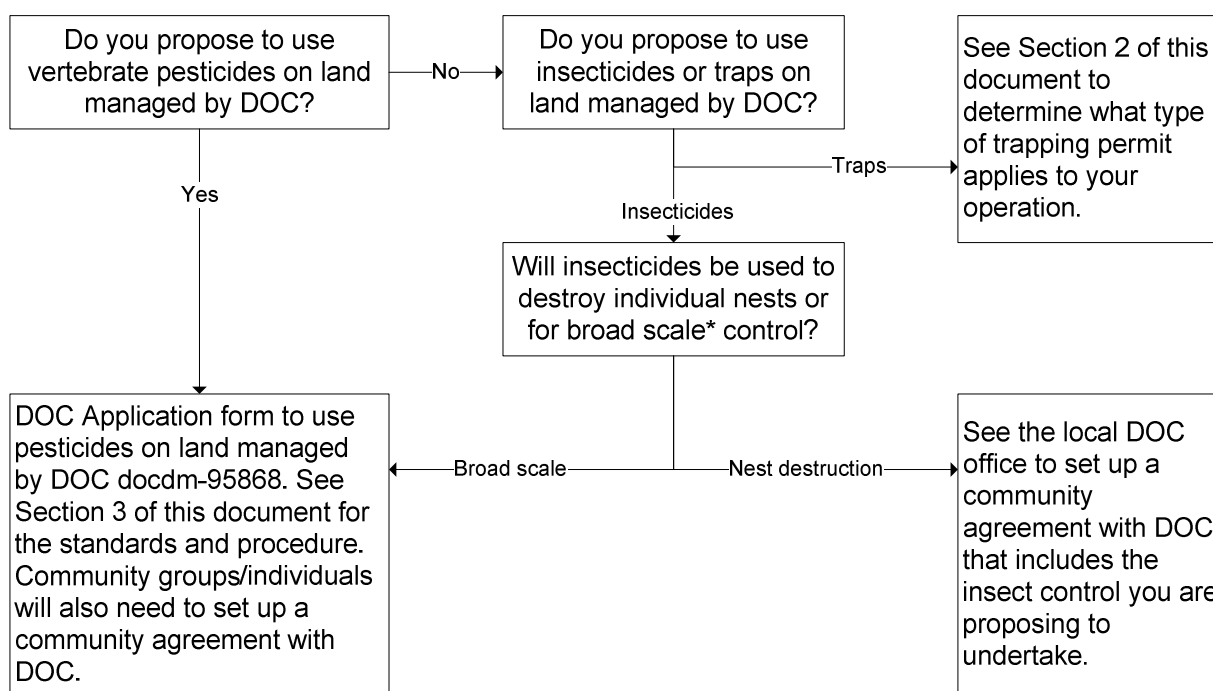 Do you propose to use
vertebrate pesticides on land
managed by DOC?
No
Do you propose to use
insecticides or traps on
land managed by DOC?
See Section 2 of this
document to
determine what type
of trapping permit
applies to your
operation.
Traps
Yes
Insecticides
Will insecticides be used to
destroy individual nests or
for broad scale* control?
DOC Application form to use
pesticides on land managed
by DOC docdm-95868. See
Section 3 of this document for
the standards and procedure.
Community groups/individuals
will also need to set up a
community agreement with
DOC.
Broad scale
Nest destruction
See the local DOC
office to set up a
community
agreement with DOC
that includes the
insect control you are
proposing to
undertake.